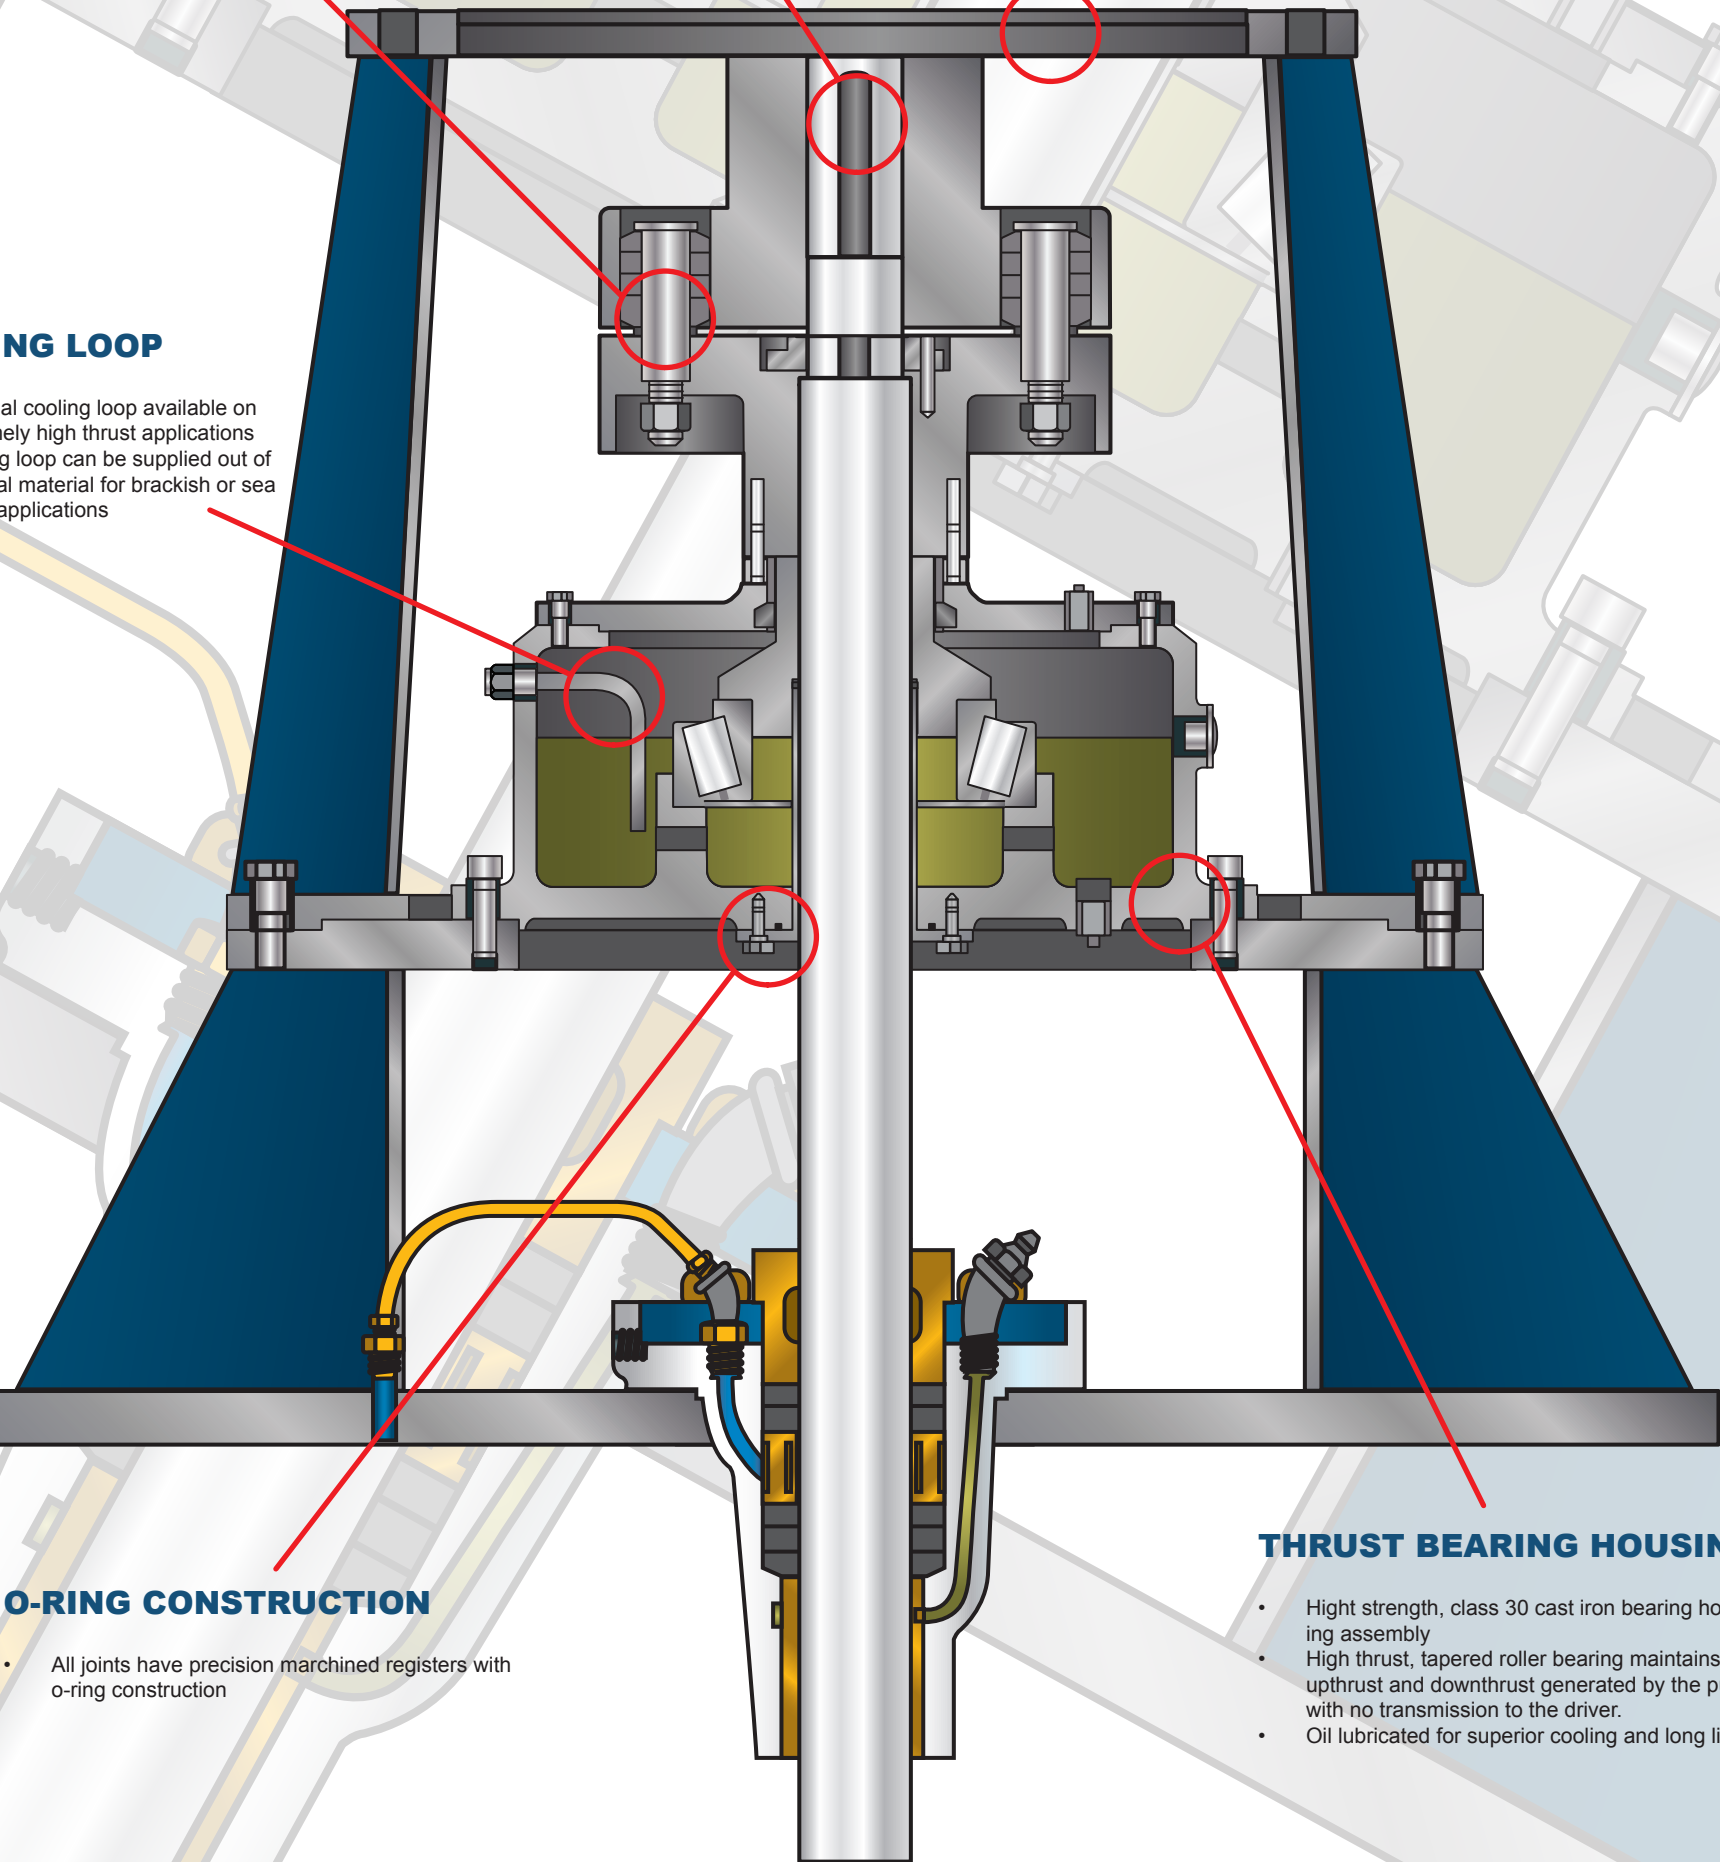 NG LOOP
al cooling loop available on
nely high thrust applications
g loop can be supplied out of
al material for brackish or sea
applications
O-RING CONSTRUCTION
• All joints have precision marchined registers with
o-ring construction
THRUST BEARING HOUSIN
• Hight strength, class 30 cast iron bearing ho
ing assembly
• High thrust, tapered roller bearing maintains
upthrust and downthrust generated by the p
with no transmission to the driver.
• Oil lubricated for superior cooling and long li